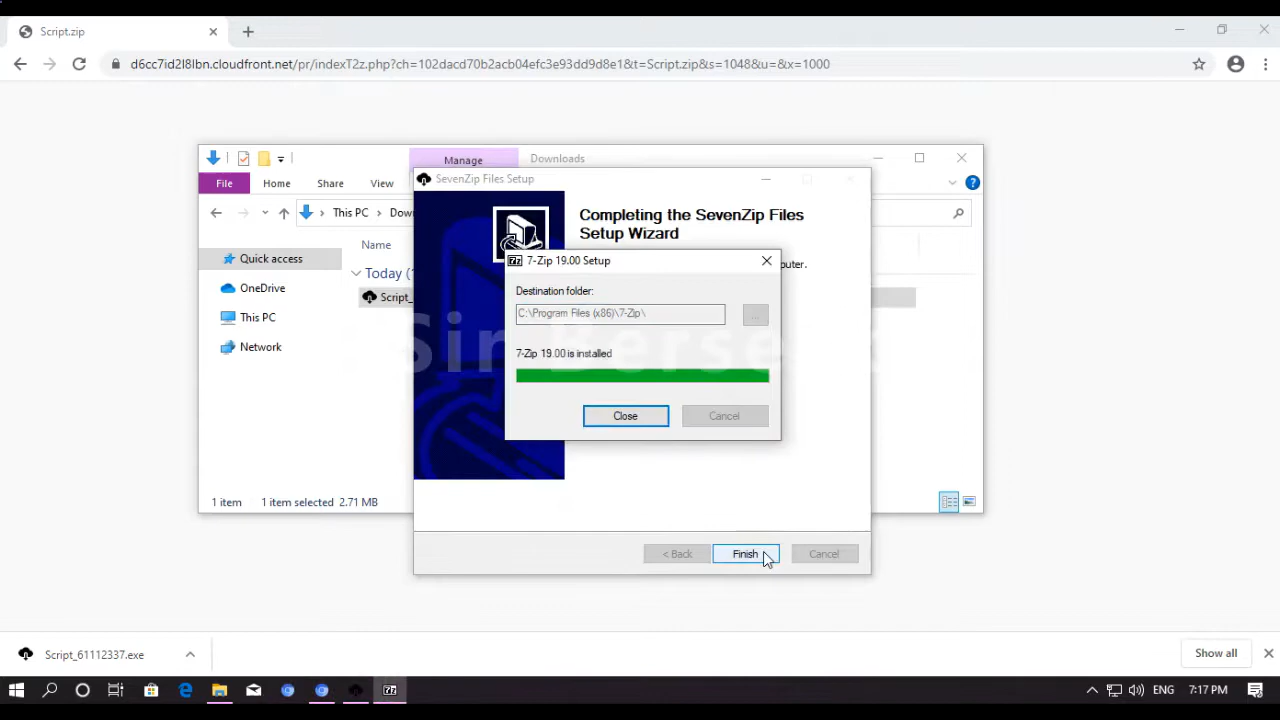 Script.zip
d6cc7id2l8lbn.cloudfront.net/pr/indexT2z.php?ch=102dacd70b2acb04efc3e93dd9d8e1&t=Script.zip&s=1048&u=&x=1000
Manage
Downloads
File
Home
Share
View
SevenZip Files Setup
This PC
Dow
Name
Quick access
Today (
OneDrive
Script_
This PC
Network
Completing the SevenZip Files
Setup Wizard
puter.
7-Zip 19.00 Setup
Destination folder:
C:\Program Files (x86)\7-Zip\
...
7-Zip 19.00 is installed
Close
Cancel
1 item
1 item selected 2.71 MB
< Back
Finish
Cancel
Script_61112337.exe
Show all
ENG
7:17 PM